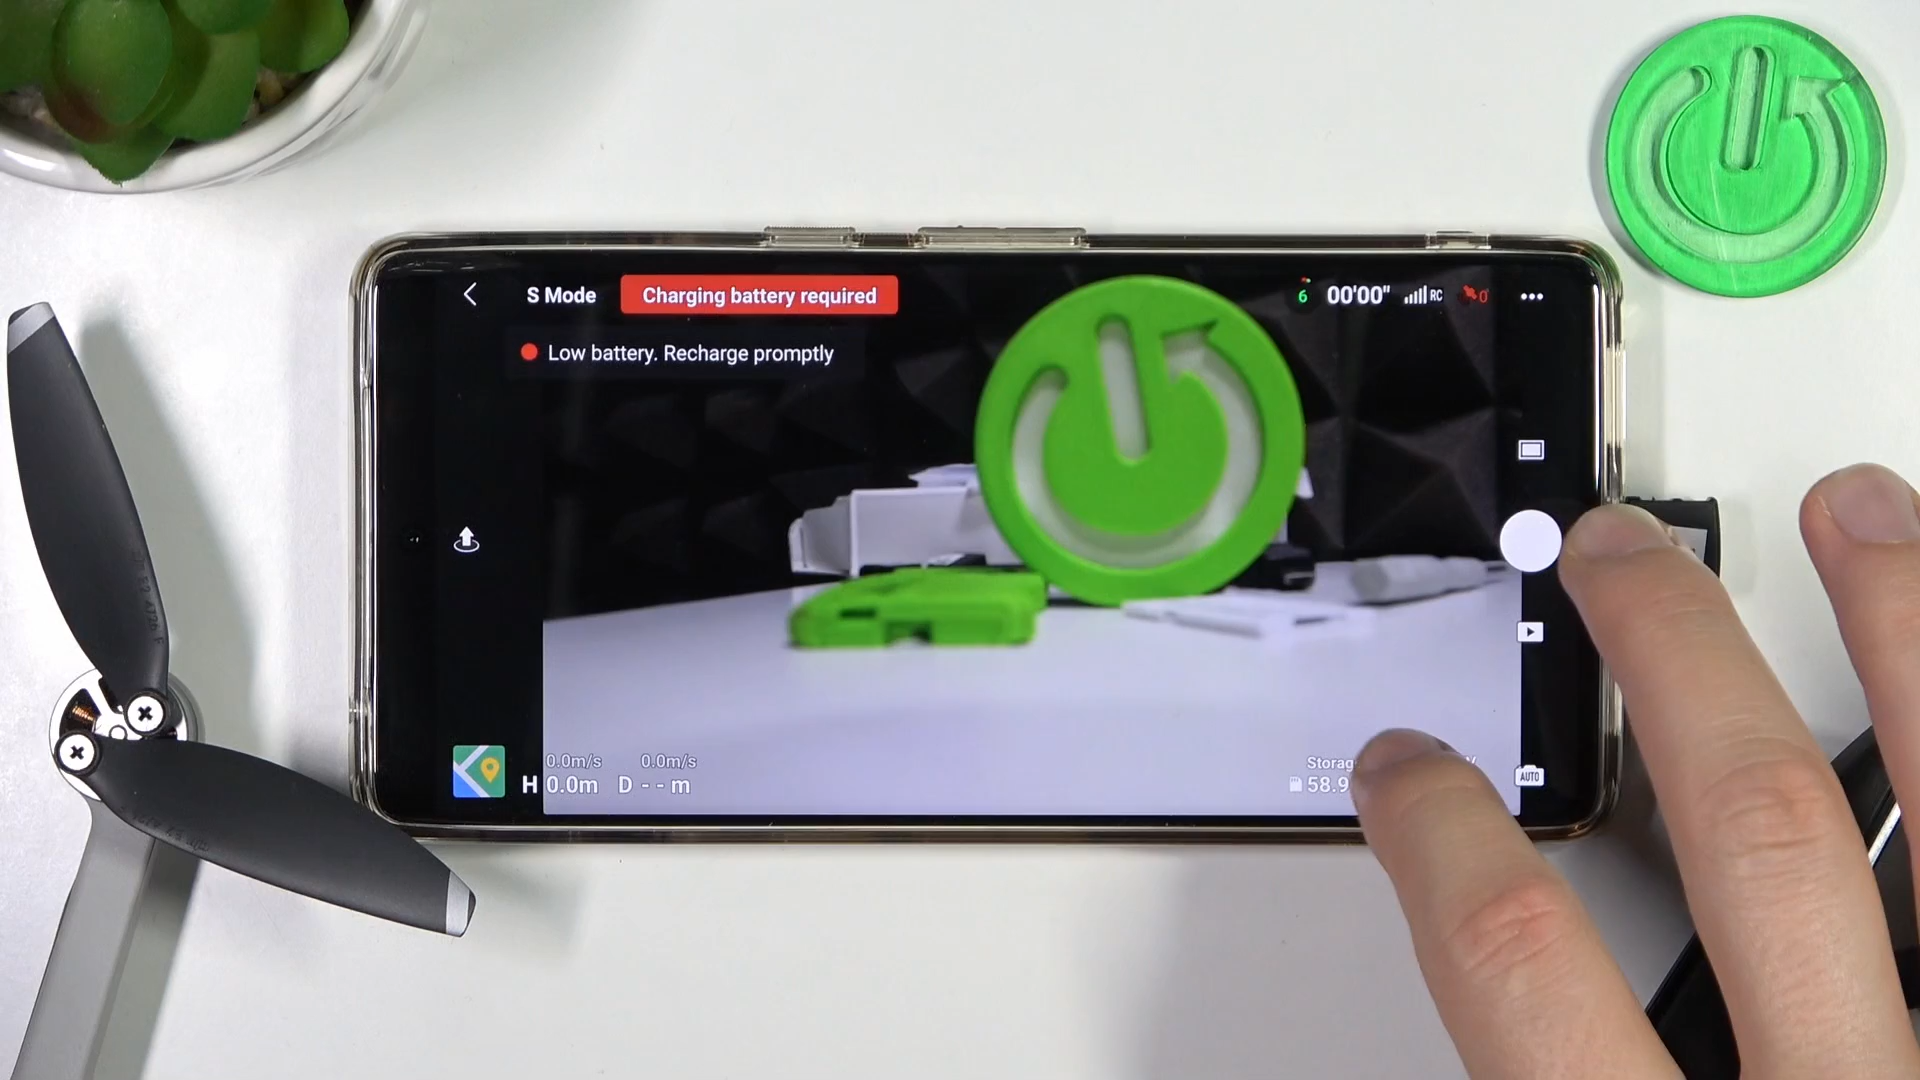 S Mode
Charging battery required
6
00'00"
RC
0
Low battery. Recharge promptly
0.0m/s 0.0m/s
H 0.0m D - - m
58.9
AUTO